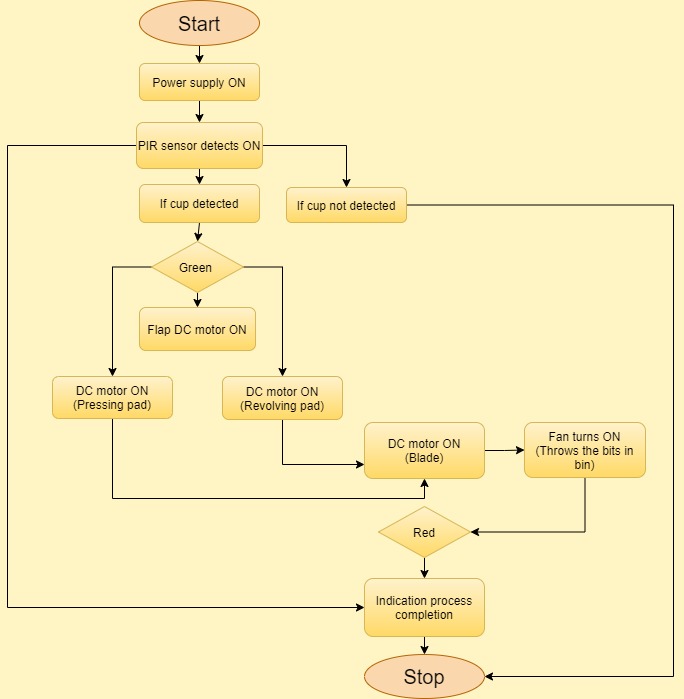 Start
Power supply ON
PIR sensor detects ON
If cup detected
If cup not detected
Green
Flap DC motor ON
DC motor ON
(Pressing pad)
DC motor ON
(Revolving pad)
DC motor ON
(Blade)
Fan turns ON
(Throws the bits in
bin)
Red
Indication process
completion
Stop